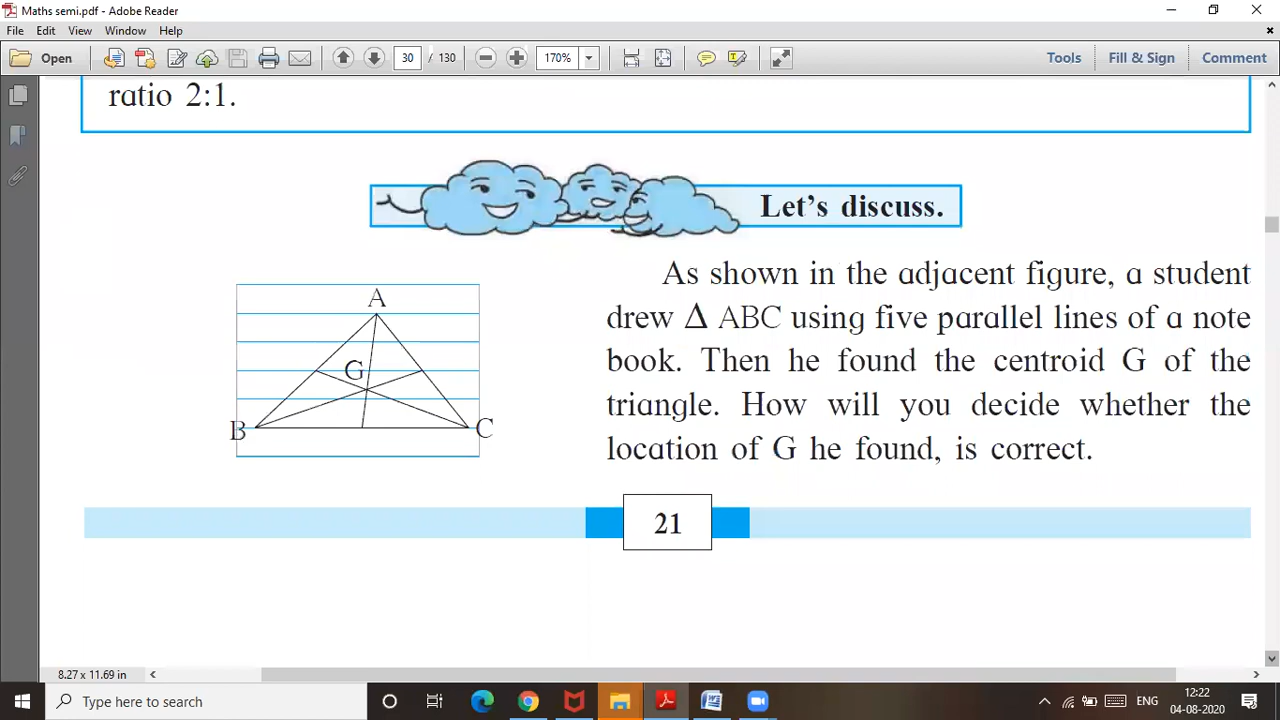 Maths semi.pdf - Adobe Reader
File Edit View Window Help
Open 30 / 130 170% Tools Fill & Sign Comment
ratio 2:1.
Let's discuss.
As shown in the adjacent figure, a student
drew Δ ABC using five parallel lines of a note
book. Then he found the centroid G of the
triangle. How will you decide whether the
location of G he found, is correct.
A
G
B
C
21
8.27 x 11.69 in
Type here to search
ENG
12:22
04-08-2020